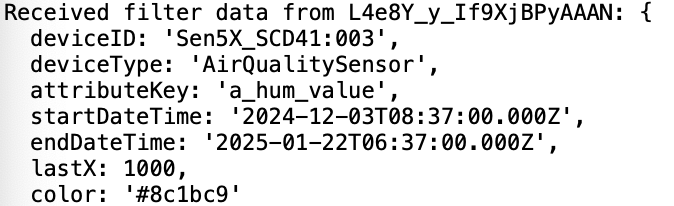 Received filter data from L4e8Y_y_If9XjBPyAAAN: {
  deviceID: 'Sen5X_SCD41:003',
  deviceType: 'AirQualitySensor',
  attributeKey: 'a_hum_value',
  startDateTime: '2024-12-03T08:37:00.000Z',
  endDateTime: '2025-01-22T06:37:00.000Z',
  lastX: 1000,
  color: '#8c1bc9'